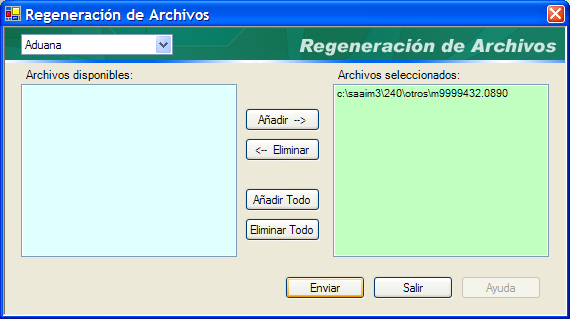 Regeneración de Archivos
Aduana
Regeneración de Archivos
Archivos disponibles:
Archivos seleccionados:
c:\saaim3\240\otros\m9999432.0890
Añadir -->
<-- Eliminar
Añadir Todo
Eliminar Todo
Enviar
Salir
Ayuda